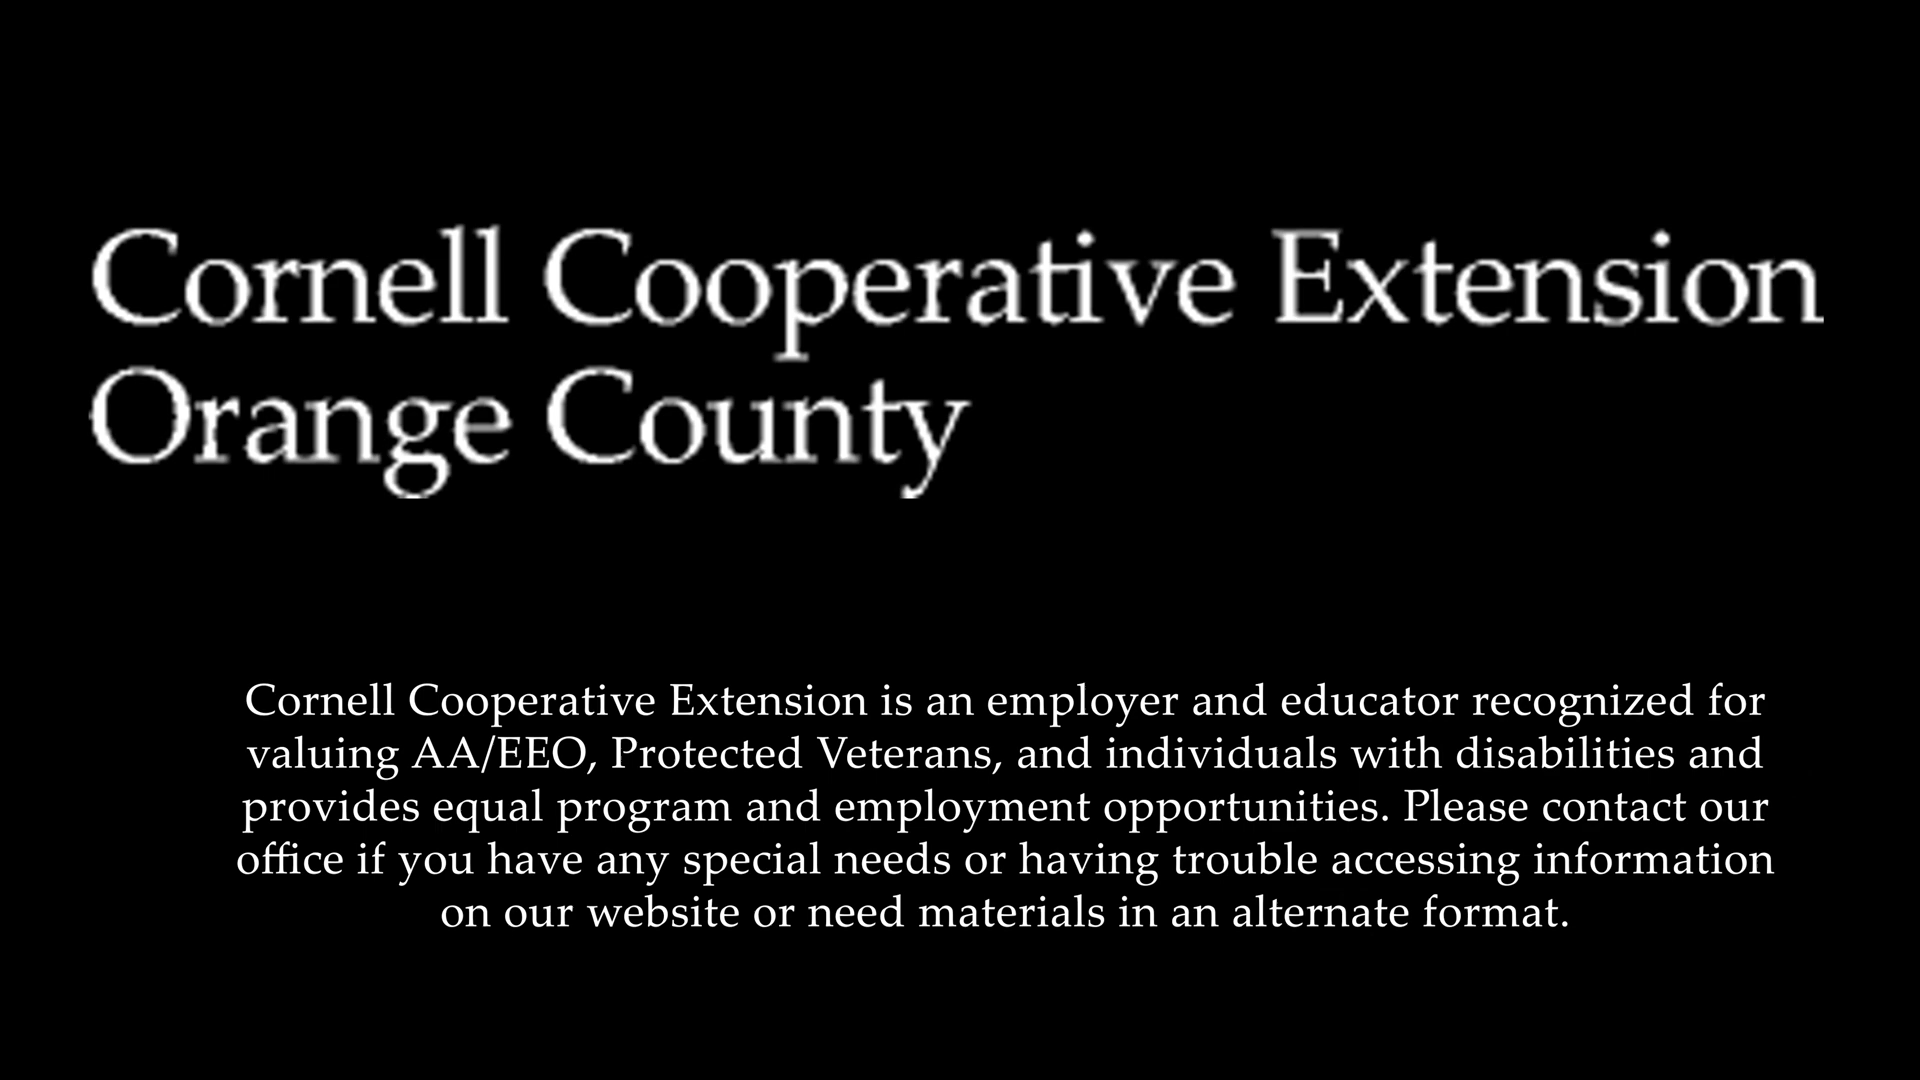 Cornell Cooperative Extension
Orange County
Cornell Cooperative Extension is an employer and educator recognized for
valuing AA/EEO, Protected Veterans, and individuals with disabilities and
provides equal program and employment opportunities. Please contact our
office if you have any special needs or having trouble accessing information
on our website or need materials in an alternate format.